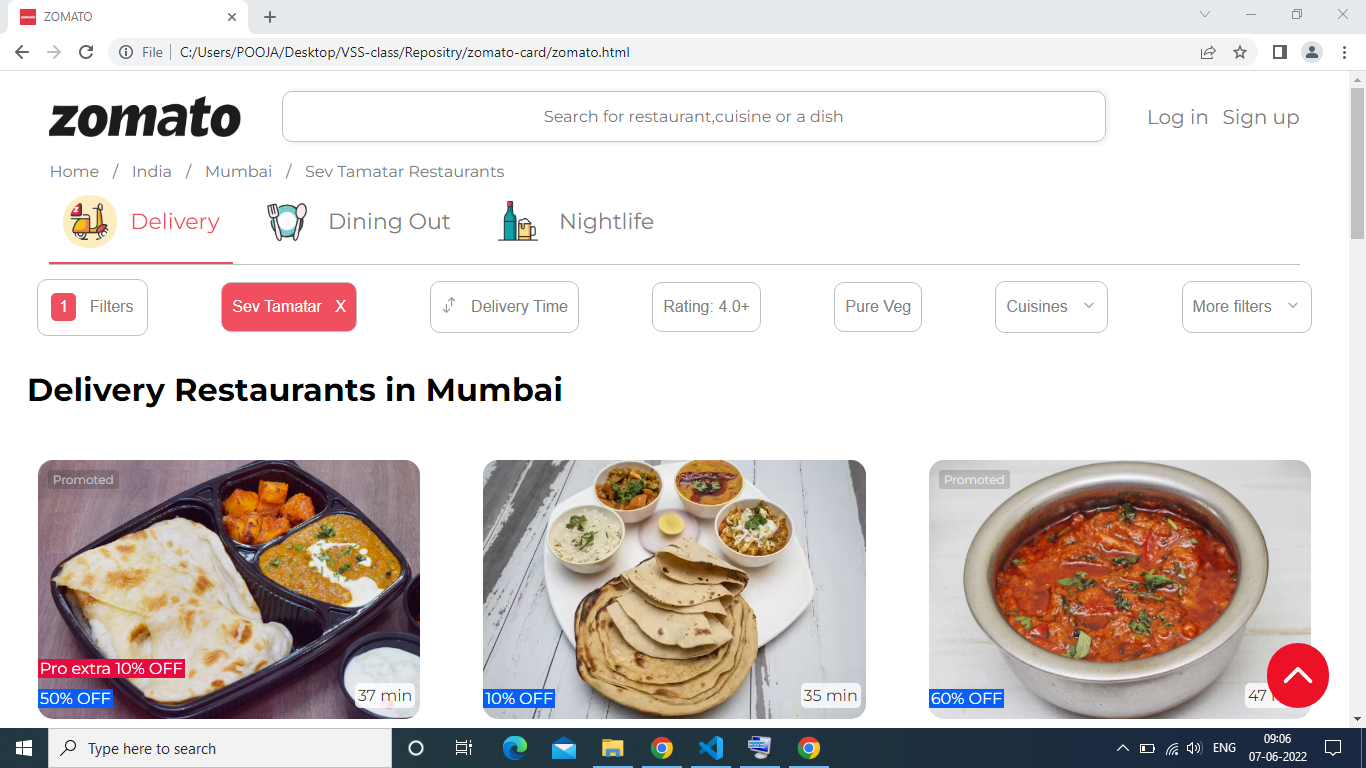 ZOMATO
File C:/Users/POOJA/Desktop/VSS-class/Repositry/zomato-card/zomato.html
zomato Search for restaurant,cuisine or a dish Log in Sign up
Home / India / Mumbai / Sev Tamatar Restaurants
Delivery Dining Out Nightlife
1 Filters Sev Tamatar X Delivery Time Rating: 4.0+ Pure Veg Cuisines More filters
Delivery Restaurants in Mumbai
Promoted Promoted
Pro extra 10% OFF
50% OFF 37 min 10% OFF 35 min 60% OFF 47
Type here to search ENG 09:06
07-06-2022